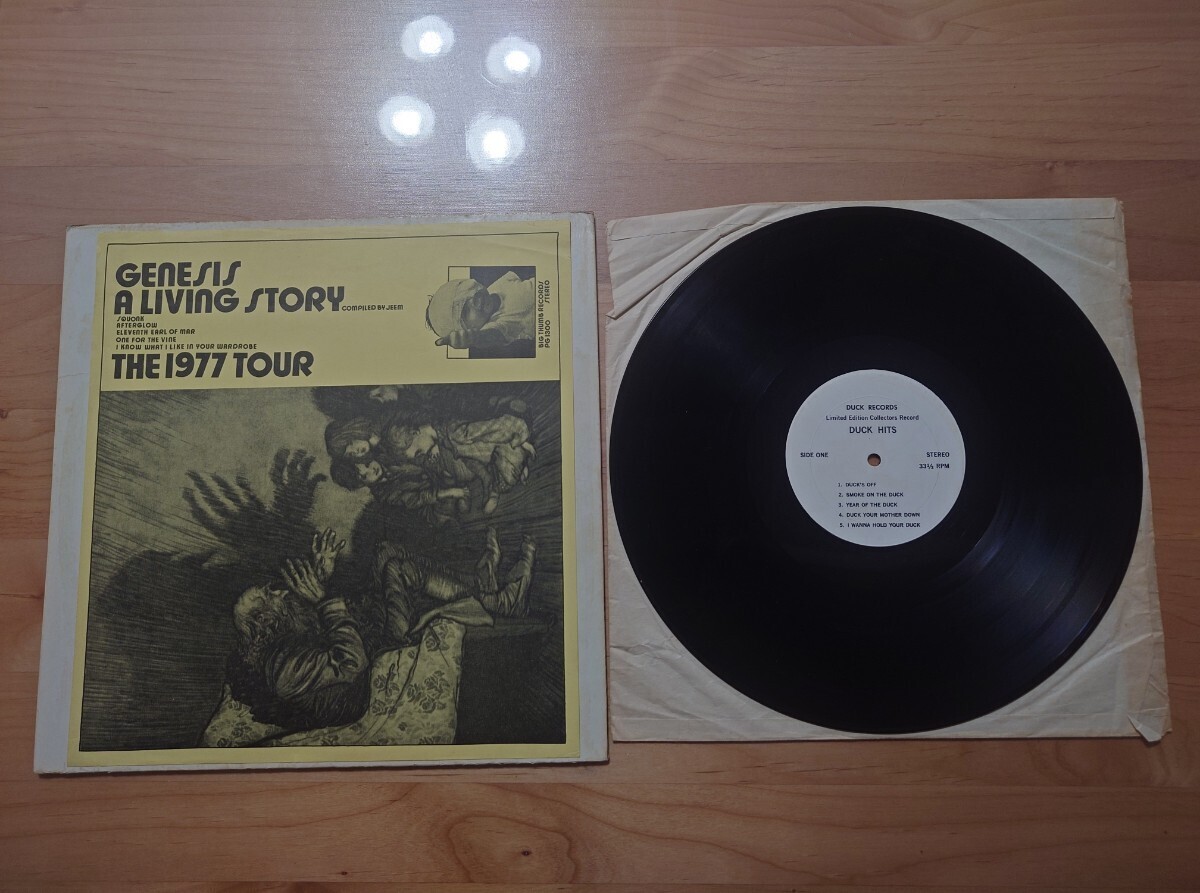 GENESIS
A LIVING STORY COMPILED BY JEEM
SQUONK
AFTERGLOW
ELEVENTH EARL OF MAR
ONE FOR THE VINE
I KNOW WHAT I LIKE IN YOUR WARDROBE
THE 1977 TOUR
BIG THUMB RECORDS
PG 1300 STEREO
DUCK RECORDS
Limited Edition Collectors Record
DUCK HITS
SIDE ONE STEREO
33⅓ RPM
1. DUCK'S OFF
2. SMOKE ON THE DUCK
3. YEAR OF THE DUCK
4. DUCK YOUR MOTHER DOWN
5. I WANNA HOLD YOUR DUCK